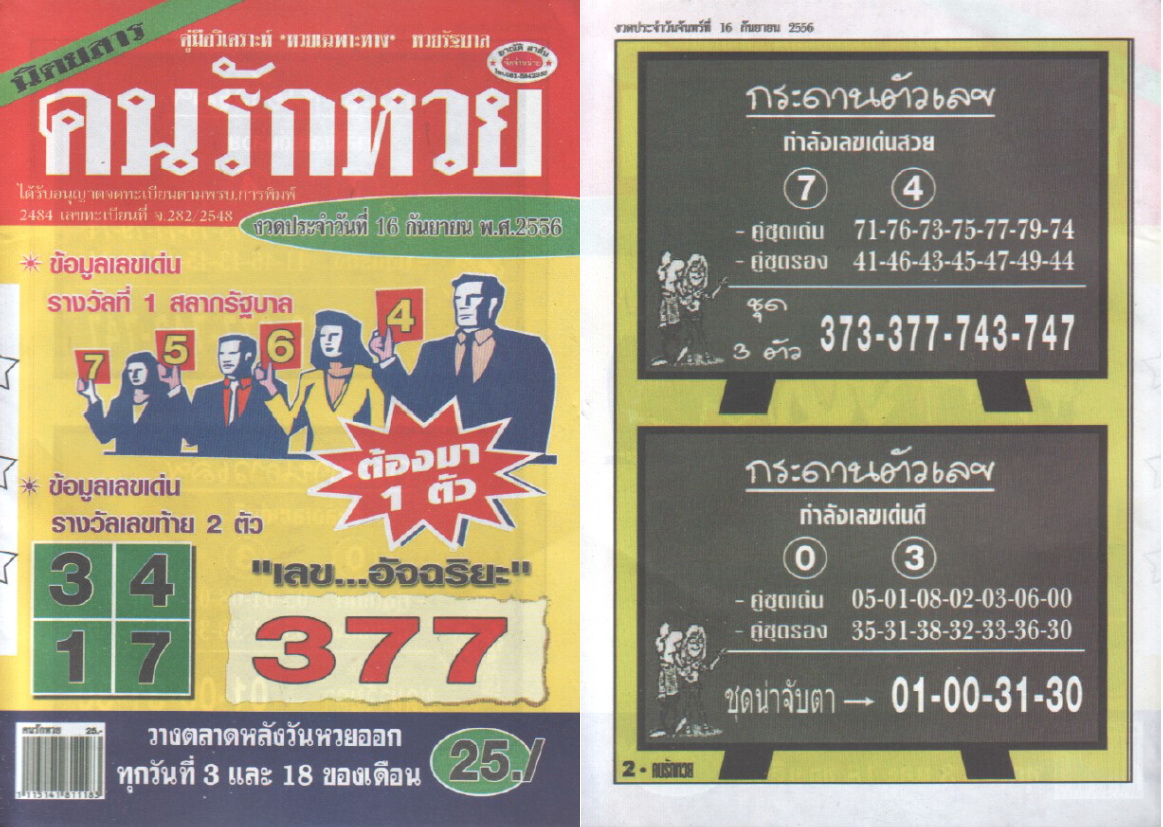 นิตยสาร
คู่มือวิเคราะห์ "หวยเฉพาะทาง" หวยรัฐบาล
คนรักหวย
ได้รับอนุญาตจดทะเบียนตามพรบ.การพิมพ์
2484 เลขทะเบียนที่ จ.282/2548
งวดประจำวันที่ 16 กันยายน พ.ศ.2556
ข้อมูลเลขเด่น
รางวัลที่ 1 สลากรัฐบาล
7 5 6 4
ต้องมา
1 ตัว
ข้อมูลเลขเด่น
รางวัลเลขท้าย 2 ตัว
3 4
1 7
"เลข...อัจฉริยะ"
377
คนรักหวย 25.-
วางตลาดหลังวันหวยออก
ทุกวันที่ 3 และ 18 ของเดือน
25./
งวดประจำวันจันทร์ที่ 16 กันยายน 2556
กระดานตัวเลข
กำลังเลขเด่นสวย
7 4
- คู่ชุดเด่น 71-76-73-75-77-79-74
- คู่ชุดรอง 41-46-43-45-47-49-44
ชุด
3 ตัว 373-377-743-747
กระดานตัวเลข
กำลังเลขเด่นดี
0 3
- คู่ชุดเด่น 05-01-08-02-03-06-00
- คู่ชุดรอง 35-31-38-32-33-36-30
ชุดน่าจับตา → 01-00-31-30
2 • คนรักหวย